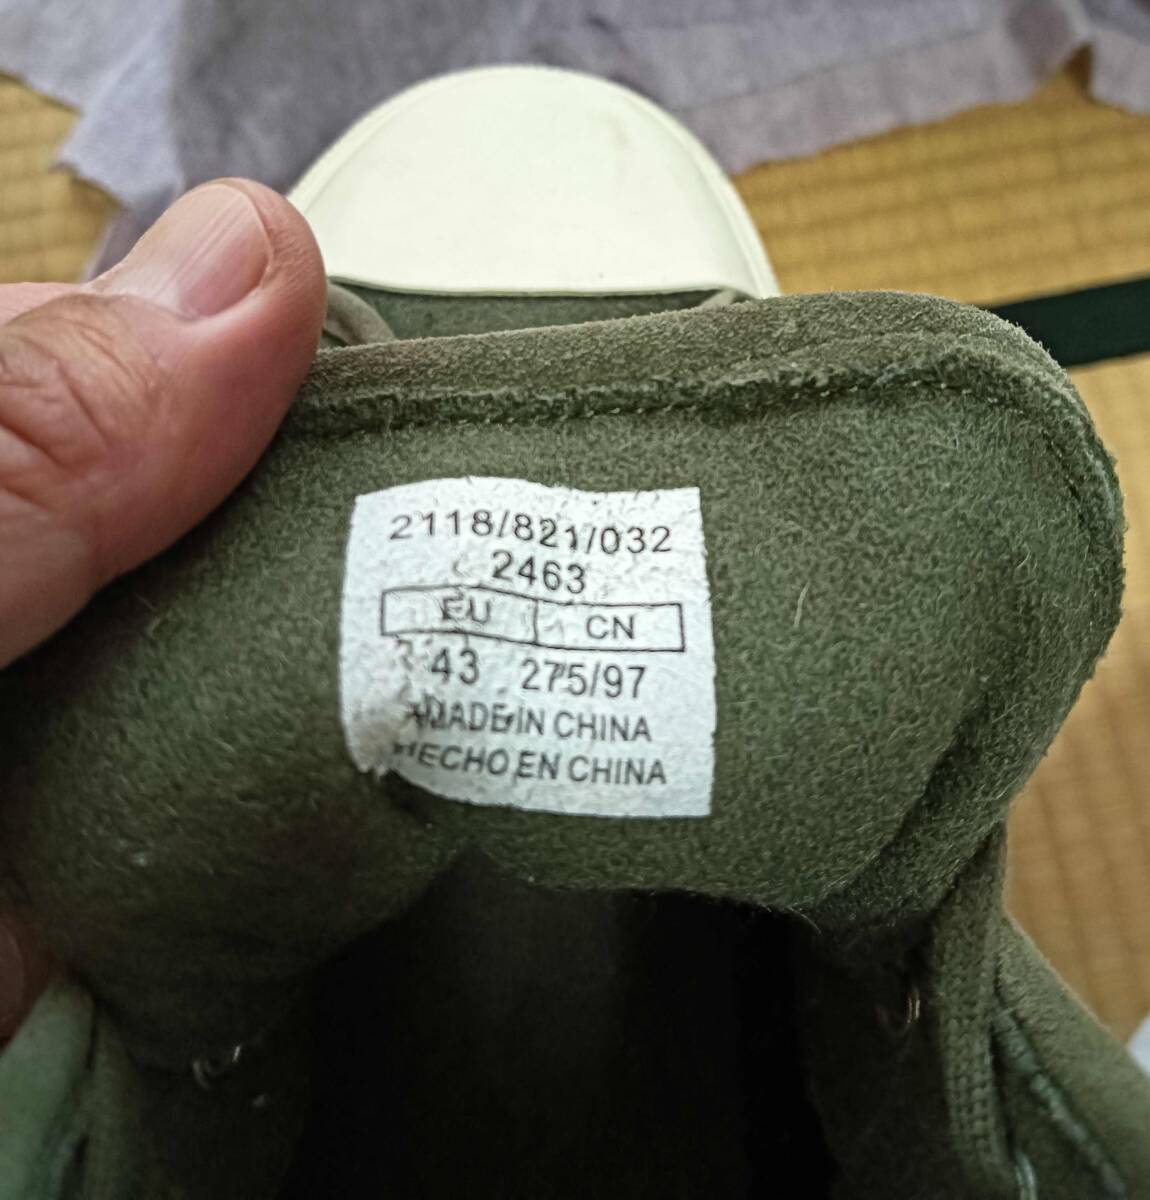 2118/821/032
2463
EU CN
43 275/97
MADE IN CHINA
HECHO EN CHINA